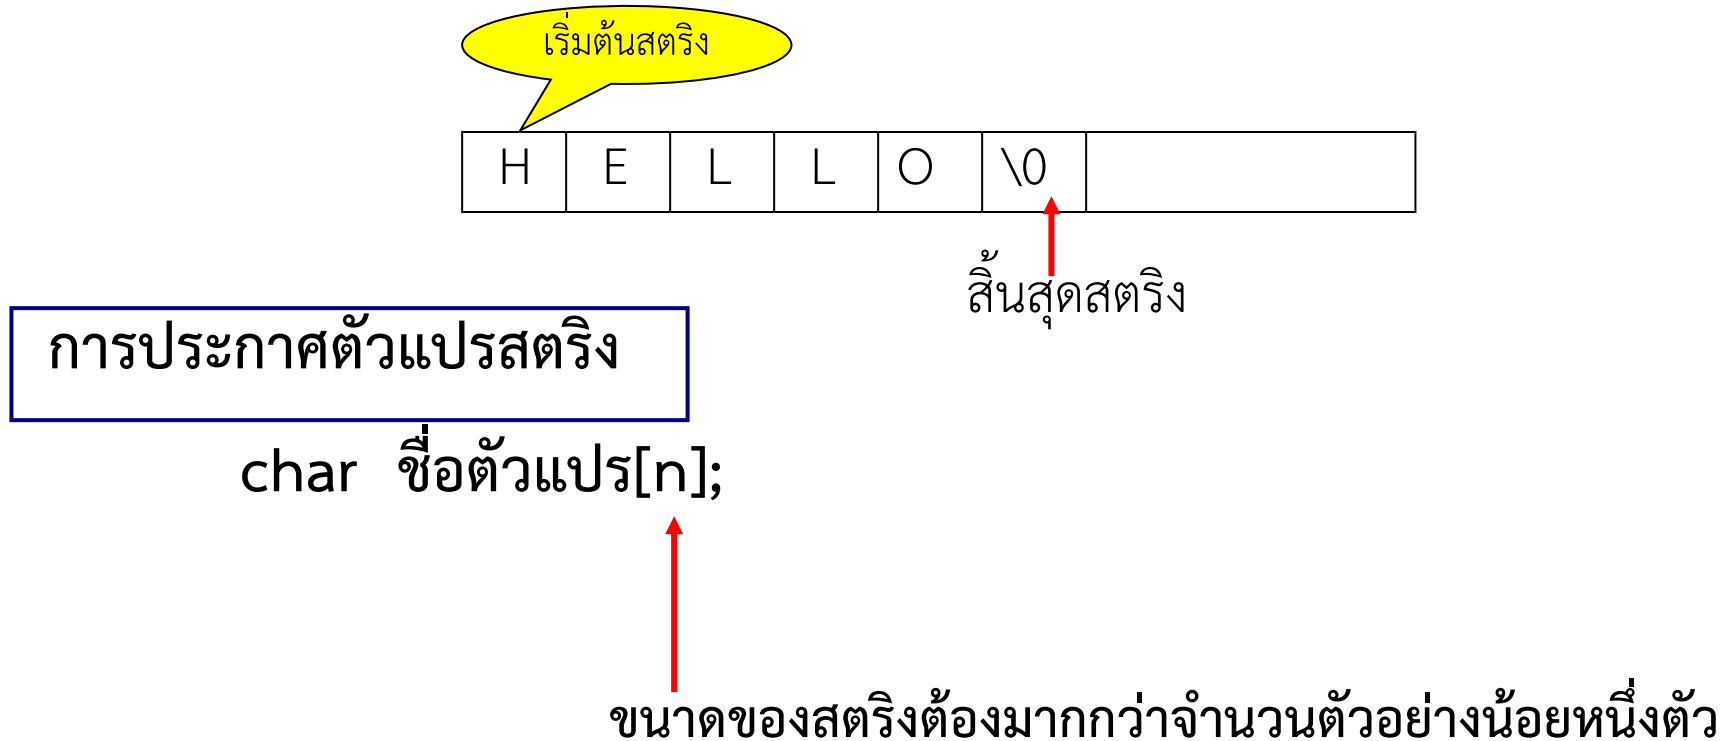 เริ่มต้นสตริง
H E L L O \0
สิ้นสุดสตริง
การประกาศตัวแปรสตริง
char ชื่อตัวแปร[n];
ขนาดของสตริงต้องมากกว่าจำนวนตัวอย่างน้อยหนึ่งตัว